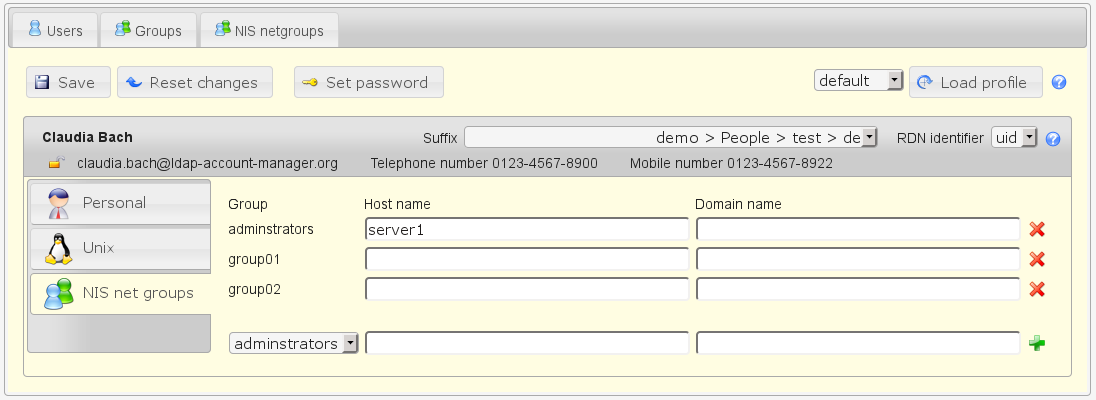 Users Groups NIS netgroups
Save Reset changes Set password default Load profile
Claudia Bach Suffix demo > People > test > de RDN identifier uid
claudia.bach@ldap-account-manager.org Telephone number 0123-4567-8900 Mobile number 0123-4567-8922
Personal
Unix
NIS net groups
Group Host name Domain name
adminstrators server1
group01
group02
adminstrators